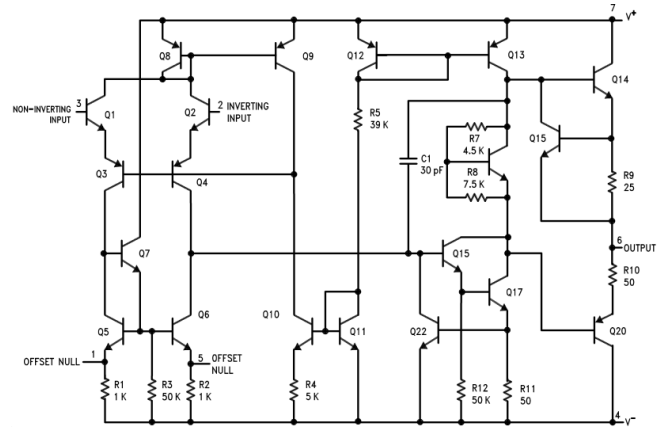 7
V+
Q8
Q9
Q12
Q13
Q14
3
NON-INVERTING
INPUT
Q1
Q2
2 INVERTING
INPUT
R5
39 K
R7
4.5 K
Q15
C1
30 pF
R8
7.5 K
R9
25
Q3
Q4
Q7
Q15
6
OUTPUT
R10
50
Q5
Q6
Q10
Q11
Q22
Q17
Q20
OFFSET NULL
1
5
OFFSET
NULL
R1
1 K
R3
50 K
R2
1 K
R4
5 K
R12
50 K
R11
50
4
V-